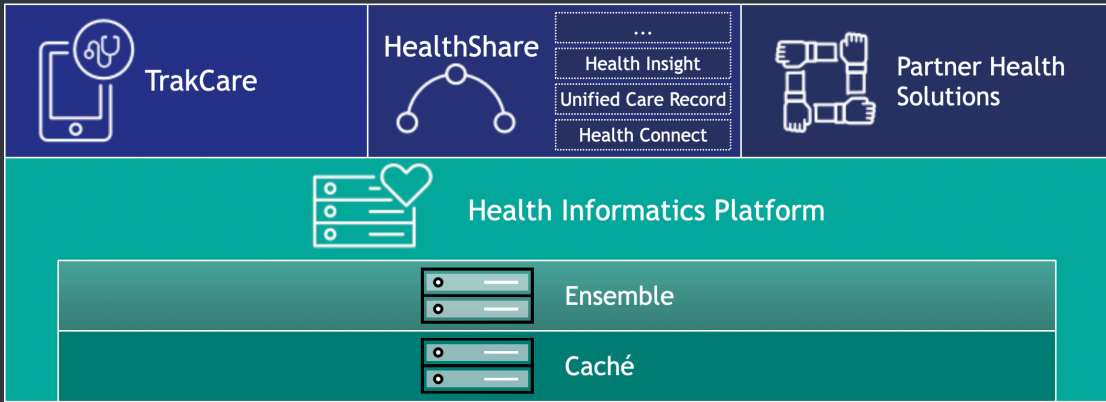 TrakCare
HealthShare
...
Health Insight
Unified Care Record
Health Connect
Partner Health
Solutions
Health Informatics Platform
Ensemble
Caché